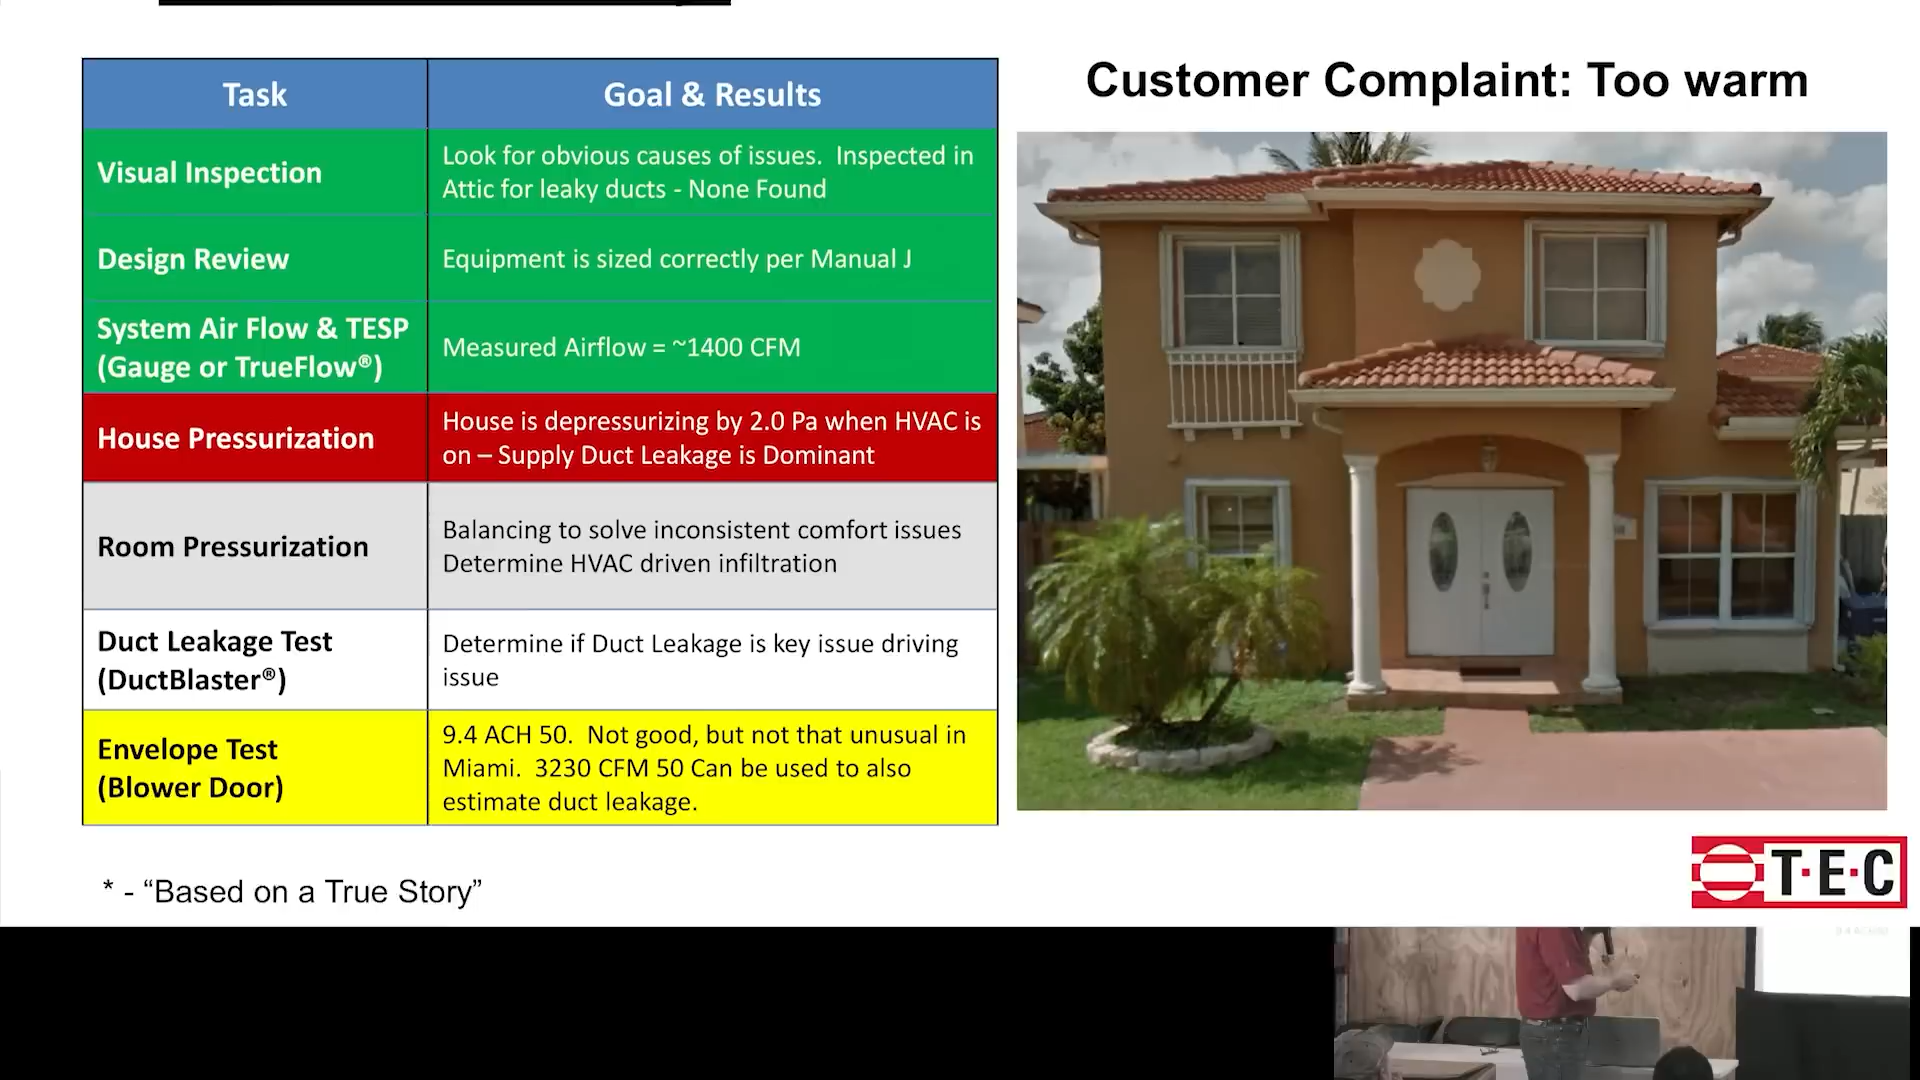 Customer Complaint: Too warm
Task
Goal & Results
Visual Inspection
Look for obvious causes of issues.  Inspected in
Attic for leaky ducts - None Found
Design Review
Equipment is sized correctly per Manual J
System Air Flow & TESP
(Gauge or TrueFlow®)
Measured Airflow = ~1400 CFM
House Pressurization
House is depressurizing by 2.0 Pa when HVAC is
on – Supply Duct Leakage is Dominant
Room Pressurization
Balancing to solve inconsistent comfort issues
Determine HVAC driven infiltration
Duct Leakage Test
(DuctBlaster®)
Determine if Duct Leakage is key issue driving
issue
Envelope Test
(Blower Door)
9.4 ACH 50.  Not good, but not that unusual in
Miami.  3230 CFM 50 Can be used to also
estimate duct leakage.
* - “Based on a True Story”
T·E·C